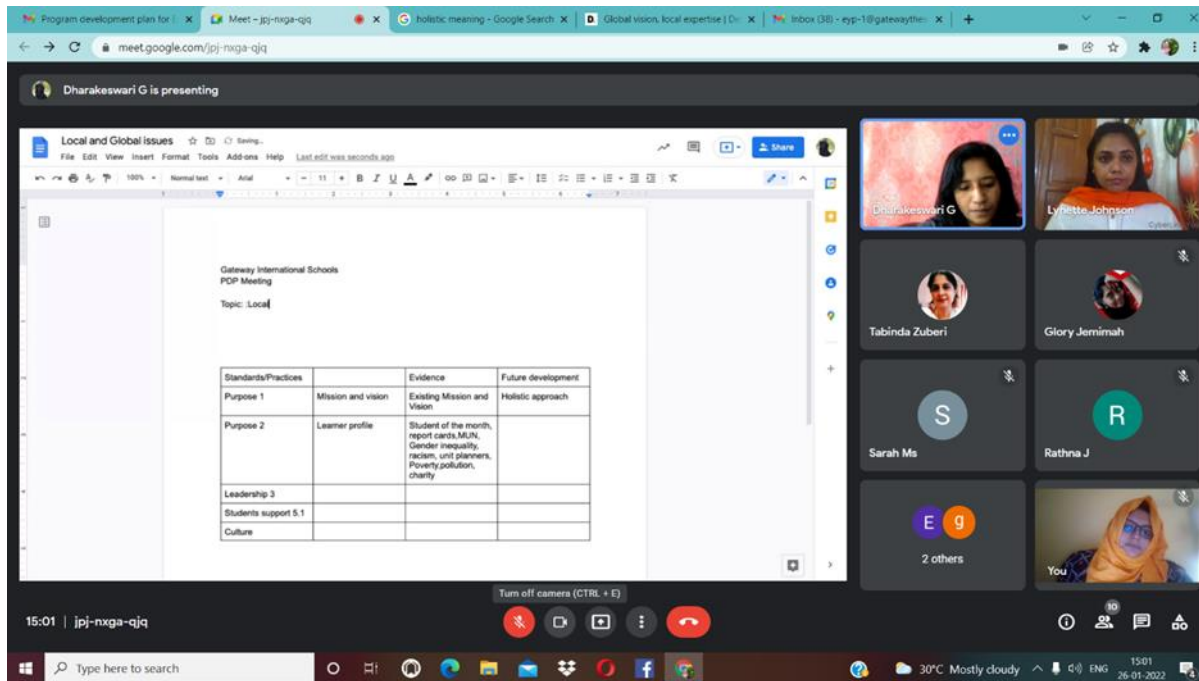 Program development plan for
Meet – jpj-nxga-qjq
holistic meaning - Google Search
Global vision, local expertise | De
Inbox (38) - eyp-1@gatewaythe
meet.google.com/jpj-nxga-qjq
Dharakeswari G is presenting
Local and Global issues
Saving...
File Edit View Insert Format Tools Add-ons Help Last edit was seconds ago
Share
100% Normal text Arial 11 B I U A
Gateway International Schools
PDP Meeting
Topic: :Local
Standards/Practices Evidence Future development
Purpose 1 Mission and vision Existing Mission and Holistic approach
Vision
Purpose 2 Learner profile Student of the month,
report cards,MUN,
Gender inequality,
racism, unit planners,
Poverty,pollution,
charity
Leadership 3
Students support 5.1
Culture
Dharakeswari G
Lynette Johnson
Tabinda Zuberi
Glory Jemimah
S
Sarah Ms
R
Rathna J
E g
2 others
You
Turn off camera (CTRL + E)
15:01 | jpj-nxga-qjq
10
Type here to search
30°C Mostly cloudy
ENG
15:01
26-01-2022